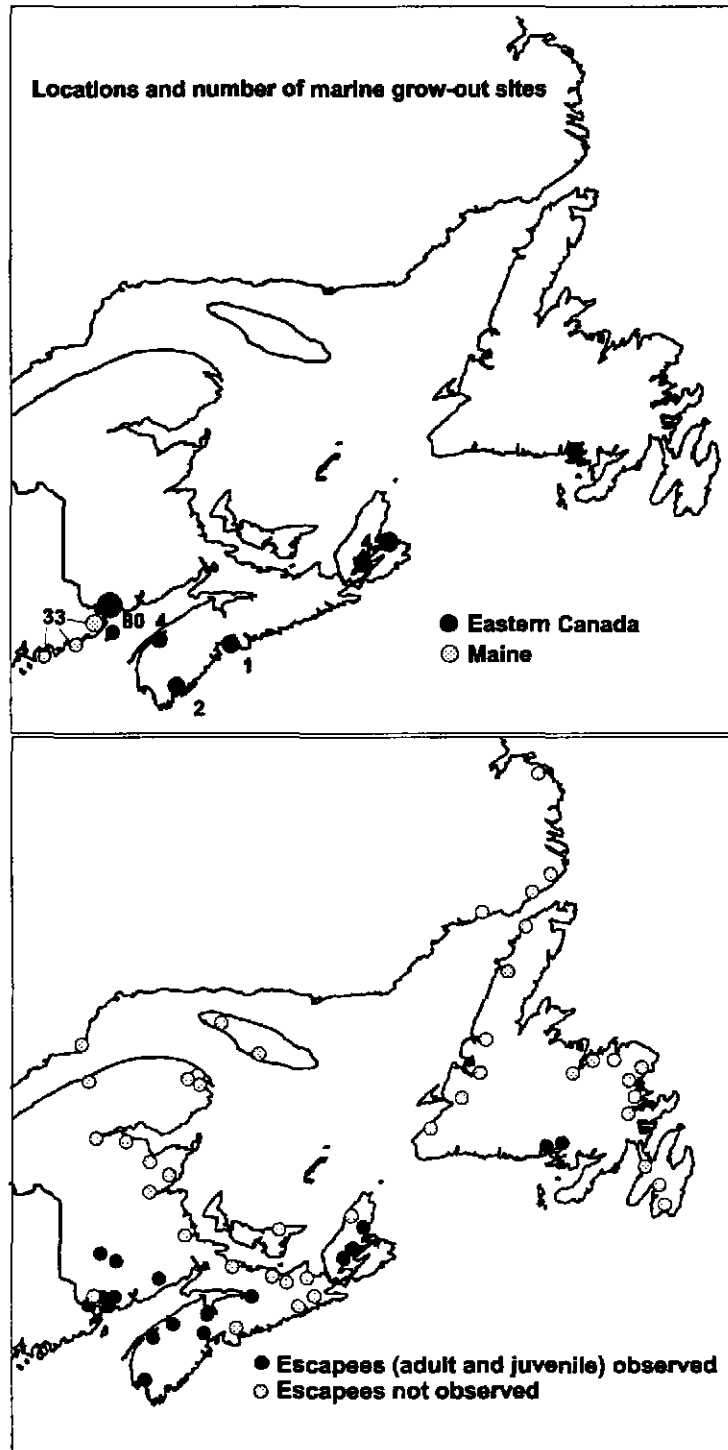 Locations and number of marine grow-out sites
4
33
80
4
1
2
Eastern Canada
Maine
Escapees (adult and juvenile) observed
Escapees not observed